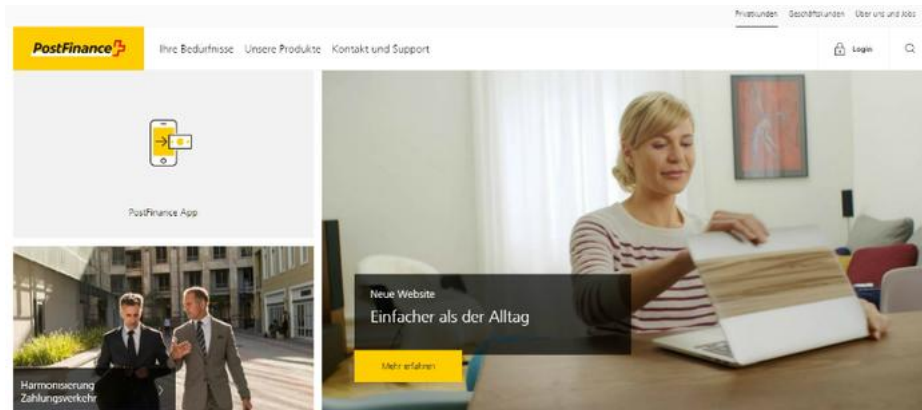 Privatkunden Geschäftskunden Über uns und Jobs
PostFinance
Ihre Bedürfnisse Unsere Produkte Kontakt und Support
Login
PostFinance App
Neue Website
Einfacher als der Alltag
Mehr erfahren
Harmonisierung
Zahlungsverkehr